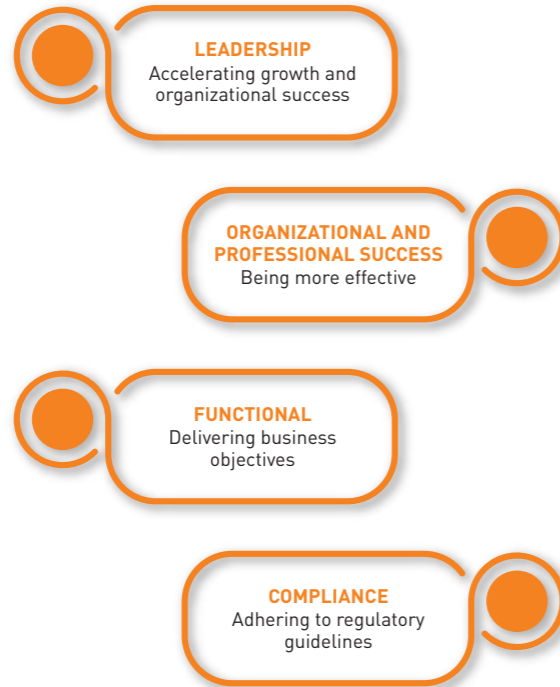 LEADERSHIP
Accelerating growth and
organizational success
ORGANIZATIONAL AND
PROFESSIONAL SUCCESS
Being more effective
FUNCTIONAL
Delivering business
objectives
COMPLIANCE
Adhering to regulatory
guidelines